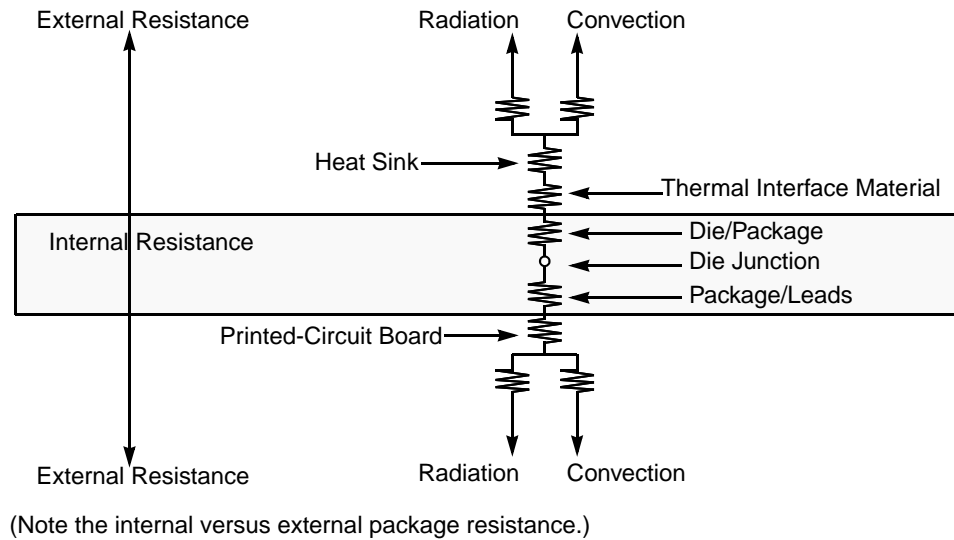 External Resistance
Radiation
Convection
Heat Sink
Thermal Interface Material
Internal Resistance
Die/Package
Die Junction
Package/Leads
Printed-Circuit Board
External Resistance
Radiation
Convection
(Note the internal versus external package resistance.)